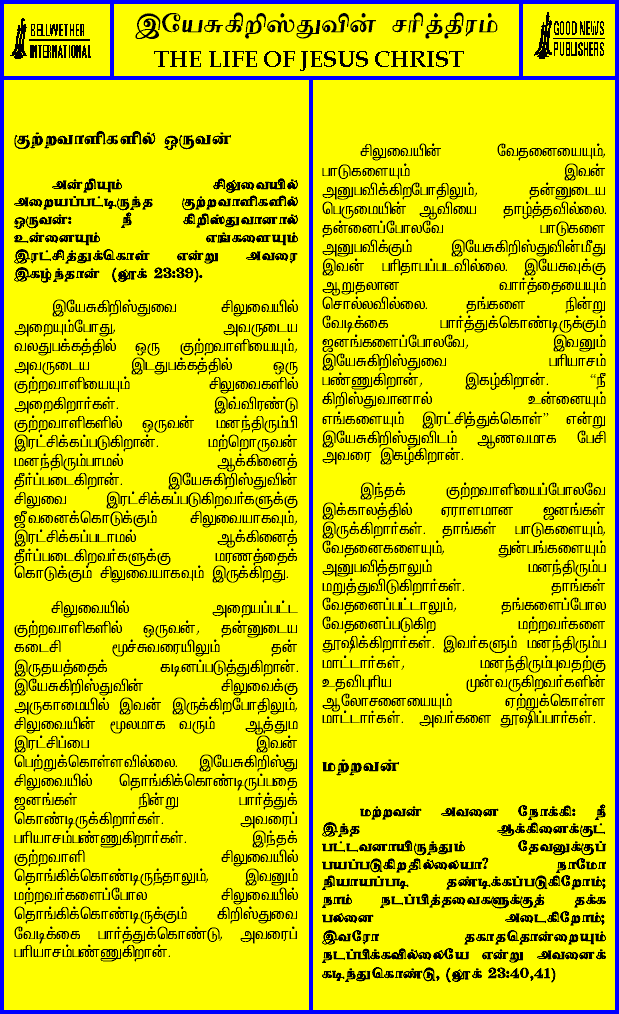 BELLWETHER
INTERNATIONAL
இயேசுகிறிஸ்துவின் சரித்திரம்
THE LIFE OF JESUS CHRIST
GOOD NEWS
PUBLISHERS
குற்றவாளிகளில் ஒருவன்
அன்றியும் சிலுவையில்
அறையப்பட்டிருந்த குற்றவாளிகளில்
ஒருவன்: நீ கிறிஸ்துவானால்
உன்னையும் எங்களையும்
இரட்சித்துக்கொள் என்று அவரை
இகழ்ந்தான் (லூக் 23:39).
இயேசுகிறிஸ்துவை சிலுவையில்
அறையும்போது, அவருடைய
வலதுபக்கத்தில் ஒரு குற்றவாளியையும்,
அவருடைய இடதுபக்கத்தில் ஒரு
குற்றவாளியையும் சிலுவைகளில்
அறைகிறார்கள். இவ்விரண்டு
குற்றவாளிகளில் ஒருவன் மனந்திரும்பி
இரட்சிக்கப்படுகிறான். மற்றொருவன்
மனந்திரும்பாமல் ஆக்கினைத்
தீர்ப்படைகிறான். இயேசுகிறிஸ்துவின்
சிலுவை இரட்சிக்கப்படுகிறவர்களுக்கு
ஜீவனைக்கொடுக்கும் சிலுவையாகவும்,
இரட்சிக்கப்படாமல் ஆக்கினைத்
தீர்ப்படைகிறவர்களுக்கு மரணத்தைக்
கொடுக்கும் சிலுவையாகவும் இருக்கிறது.
சிலுவையில் அறையப்பட்ட
குற்றவாளிகளில் ஒருவன், தன்னுடைய
கடைசி மூச்சுவரையிலும் தன்
இருதயத்தைக் கடினப்படுத்துகிறான்.
இயேசுகிறிஸ்துவின் சிலுவைக்கு
அருகாமையில் இவன் இருக்கிறபோதிலும்,
சிலுவையின் மூலமாக வரும் ஆத்தும
இரட்சிப்பை இவன்
பெற்றுக்கொள்ளவில்லை. இயேசுகிறிஸ்து
சிலுவையில் தொங்கிக்கொண்டிருப்பதை
ஜனங்கள் நின்று பார்த்துக்
கொண்டிருக்கிறார்கள். அவரைப்
பரியாசம்பண்ணுகிறார்கள். இந்தக்
குற்றவாளி சிலுவையில்
தொங்கிக்கொண்டிருந்தாலும், இவனும்
மற்றவர்களைப்போல சிலுவையில்
தொங்கிக்கொண்டிருக்கும் கிறிஸ்துவை
வேடிக்கை பார்த்துக்கொண்டு, அவரைப்
பரியாசம்பண்ணுகிறான்.
சிலுவையின் வேதனையையும்,
பாடுகளையும் இவன்
அனுபவிக்கிறபோதிலும், தன்னுடைய
பெருமையின் ஆவியை தாழ்த்தவில்லை.
தன்னைப்போலவே பாடுகளை
அனுபவிக்கும் இயேசுகிறிஸ்துவின்மீது
இவன் பரிதாபப்படவில்லை. இயேசுவுக்கு
ஆறுதலான வார்த்தையையும்
சொல்லவில்லை. தங்களை நின்று
வேடிக்கை பார்த்துக்கொண்டிருக்கும்
ஜனங்களைப்போலவே, இவனும்
இயேசுகிறிஸ்துவை பரியாசம்
பண்ணுகிறான், இகழ்கிறான். “நீ
கிறிஸ்துவானால் உன்னையும்
எங்களையும் இரட்சித்துக்கொள்” என்று
இயேசுகிறிஸ்துவிடம் ஆணவமாக பேசி
அவரை இகழ்கிறான்.
இந்தக் குற்றவாளியைப்போலவே
இக்காலத்தில் ஏராளமான ஜனங்கள்
இருக்கிறார்கள். தாங்கள் பாடுகளையும்,
வேதனைகளையும், துன்பங்களையும்
அனுபவித்தாலும் மனந்திரும்ப
மறுத்துவிடுகிறார்கள். தாங்கள்
வேதனைப்பட்டாலும், தங்களைப்போல
வேதனைப்படுகிற மற்றவர்களை
தூஷிக்கிறார்கள். இவர்களும் மனந்திரும்ப
மாட்டார்கள், மனந்திரும்புவதற்கு
உதவிபுரிய முன்வருகிறவர்களின்
ஆலோசனையையும் ஏற்றுக்கொள்ள
மாட்டார்கள். அவர்களை தூஷிப்பார்கள்.
மற்றவன்
மற்றவன் அவனை நோக்கி: நீ
இந்த ஆக்கினைக்குட்
பட்டவனாயிருந்தும் தேவனுக்குப்
பயப்படுகிறதில்லையா? நாமோ
நியாயப்படி தண்டிக்கப்படுகிறோம்;
நாம் நடப்பித்தவைகளுக்குத் தக்க
பலனை அடைகிறோம்;
இவரோ தகாததொன்றையும்
நடப்பிக்கவில்லையே என்று அவனைக்
கடிந்துகொண்டு, (லூக் 23:40,41)